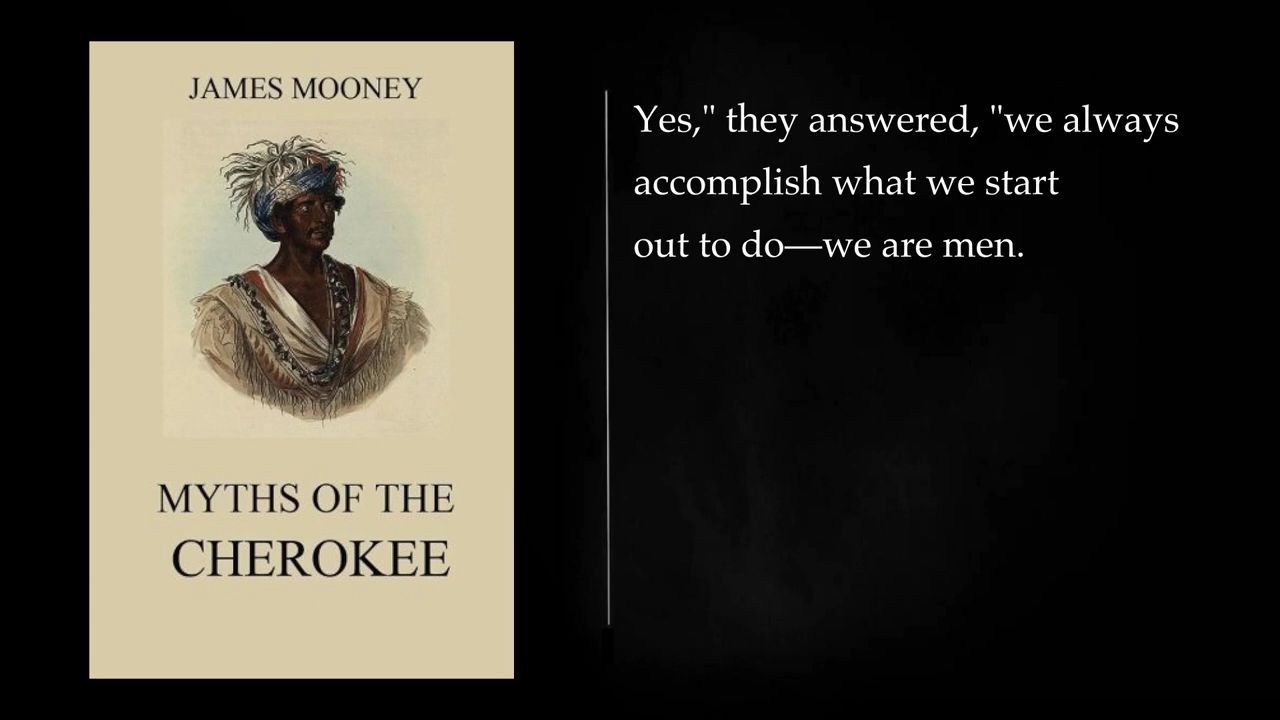 JAMES MOONEY
MYTHS OF THE
CHEROKEE
Yes," they answered, "we always
accomplish what we start
out to do—we are men.